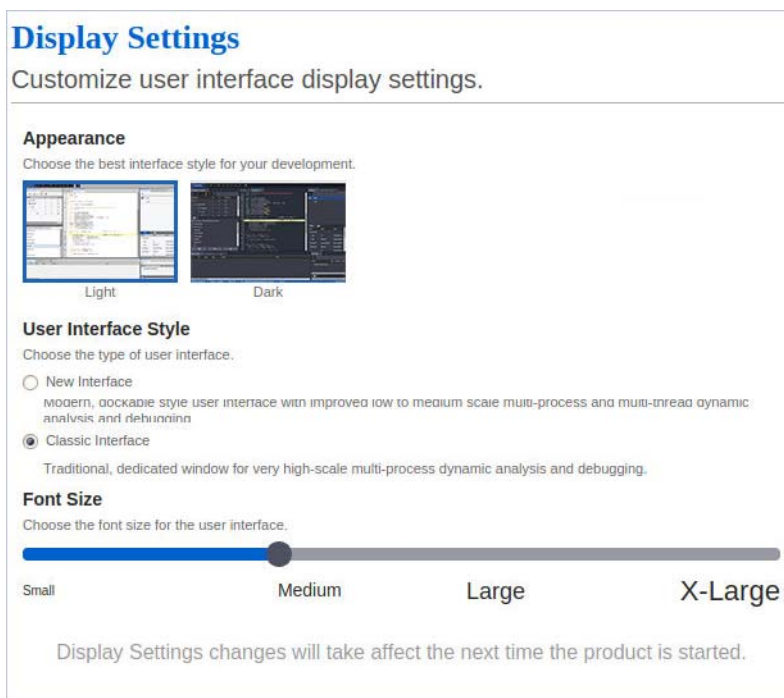 Display Settings
Customize user interface display settings.
Appearance
Choose the best interface style for your development.
Light
Dark
User Interface Style
Choose the type of user interface.
New Interface
Modern, dockable style user interface with improved low to medium scale multi-process and multi-thread dynamic
analysis and debugging
Classic Interface
Traditional, dedicated window for very high-scale multi-process dynamic analysis and debugging.
Font Size
Choose the font size for the user interface.
Small
Medium
Large
X-Large
Display Settings changes will take affect the next time the product is started.